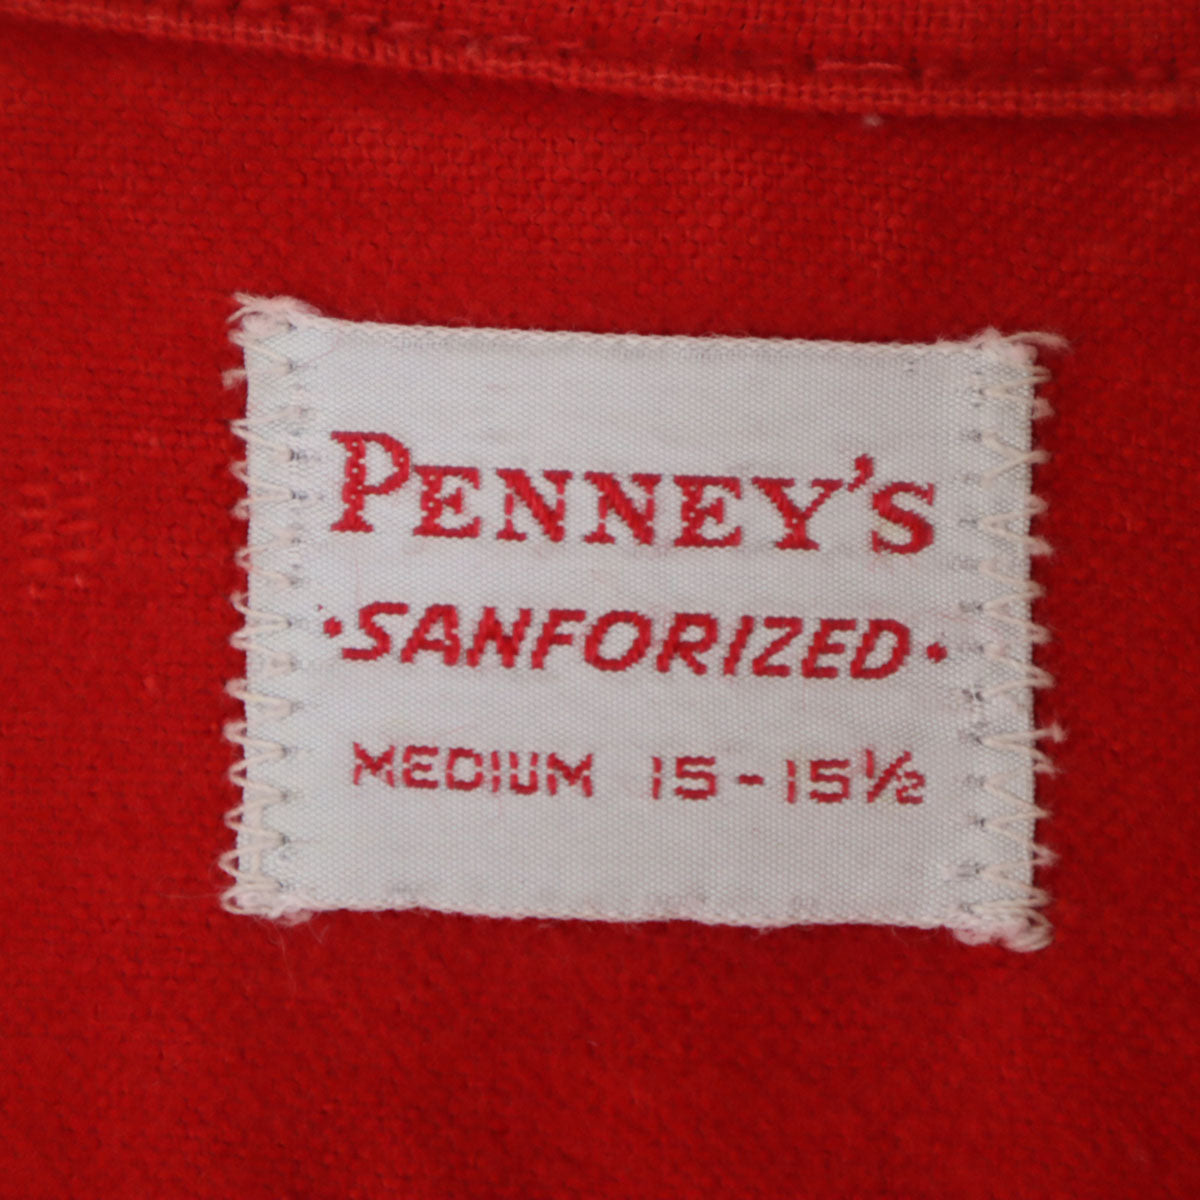 PENNEY'S
·SANFORIZED·
MEDIUM 15-15½